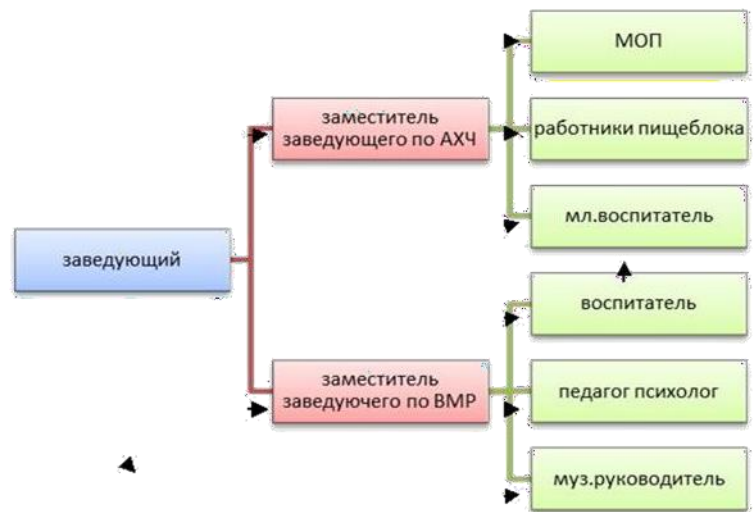 МОП
заместитель
заведующего по АХЧ
работники пищеблока
мл.воспитатель
заведующий
воспитатель
заместитель
заведуючего по ВМР
педагог психолог
муз.руководитель